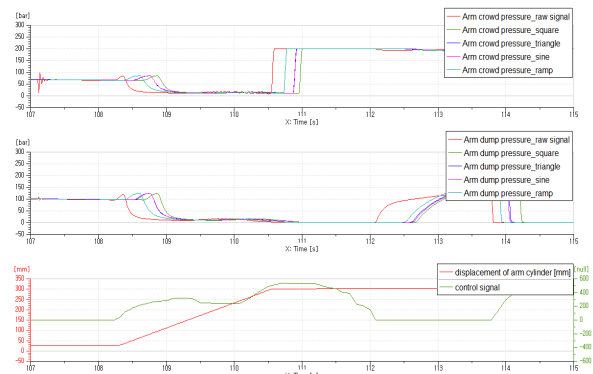 [bar]
300
250
200
150
100
50
0
-50
107 108 109 110 111 112 113 114 115
X: Time [s]
Arm crowd pressure_raw signal
Arm crowd pressure_square
Arm crowd pressure_triangle
Arm crowd pressure_sine
Arm crowd pressure_ramp
[bar]
300
250
200
150
100
50
0
-50
107 108 109 110 111 112 113 114 115
X: Time [s]
Arm dump pressure_raw signal
Arm dump pressure_square
Arm dump pressure_triangle
Arm dump pressure_sine
Arm dump pressure_ramp
[mm] [null]
350
300
250
200
150
100
50
0
-50
600
400
200
0
-200
-400
-600
107 108 109 110 111 112 113 114 115
X: Time [s]
displacement of arm cylinder [mm]
control signal